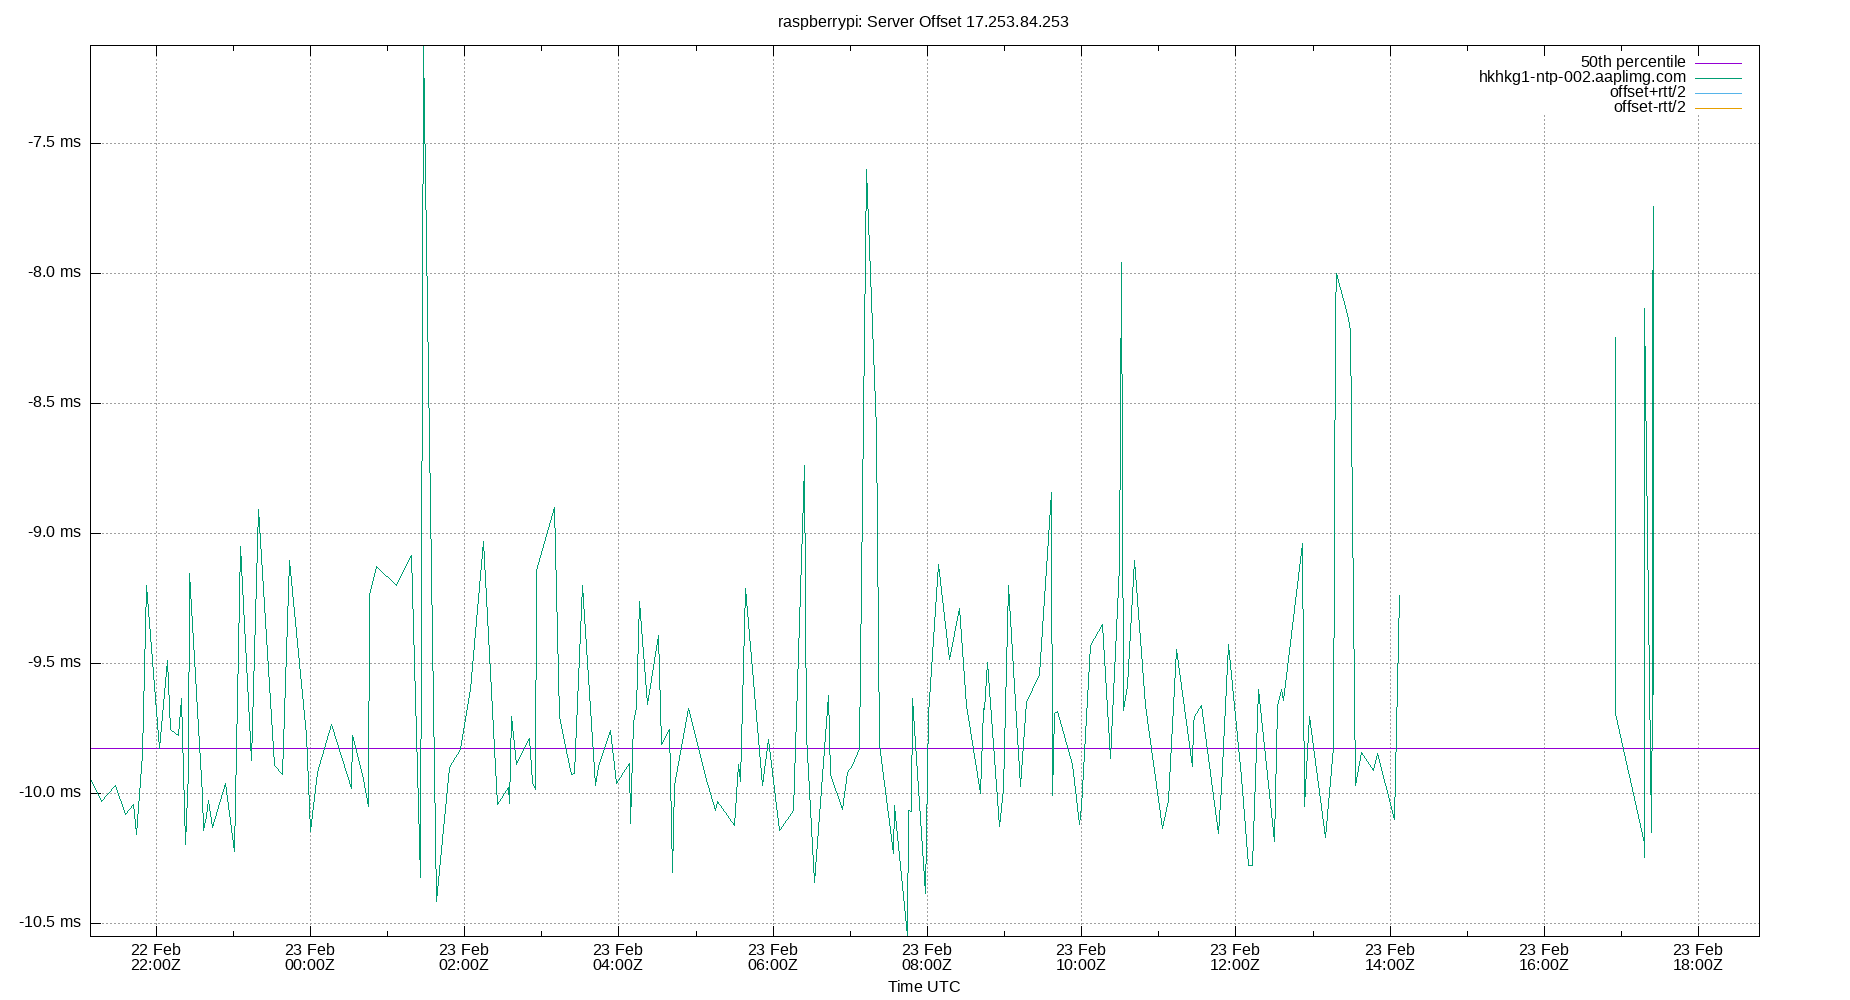 raspberrypi: Server Offset 17.253.84.253
50th percentile
hkhkg1-ntp-002.aaplimg.com
offset+rtt/2
offset-rtt/2
-7.5 ms
-8.0 ms
-8.5 ms
-9.0 ms
-9.5 ms
-10.0 ms
-10.5 ms
22 Feb 23 Feb 23 Feb 23 Feb 23 Feb 23 Feb 23 Feb 23 Feb 23 Feb 23 Feb 23 Feb
22:00Z 00:00Z 02:00Z 04:00Z 06:00Z 08:00Z 10:00Z 12:00Z 14:00Z 16:00Z 18:00Z
Time UTC